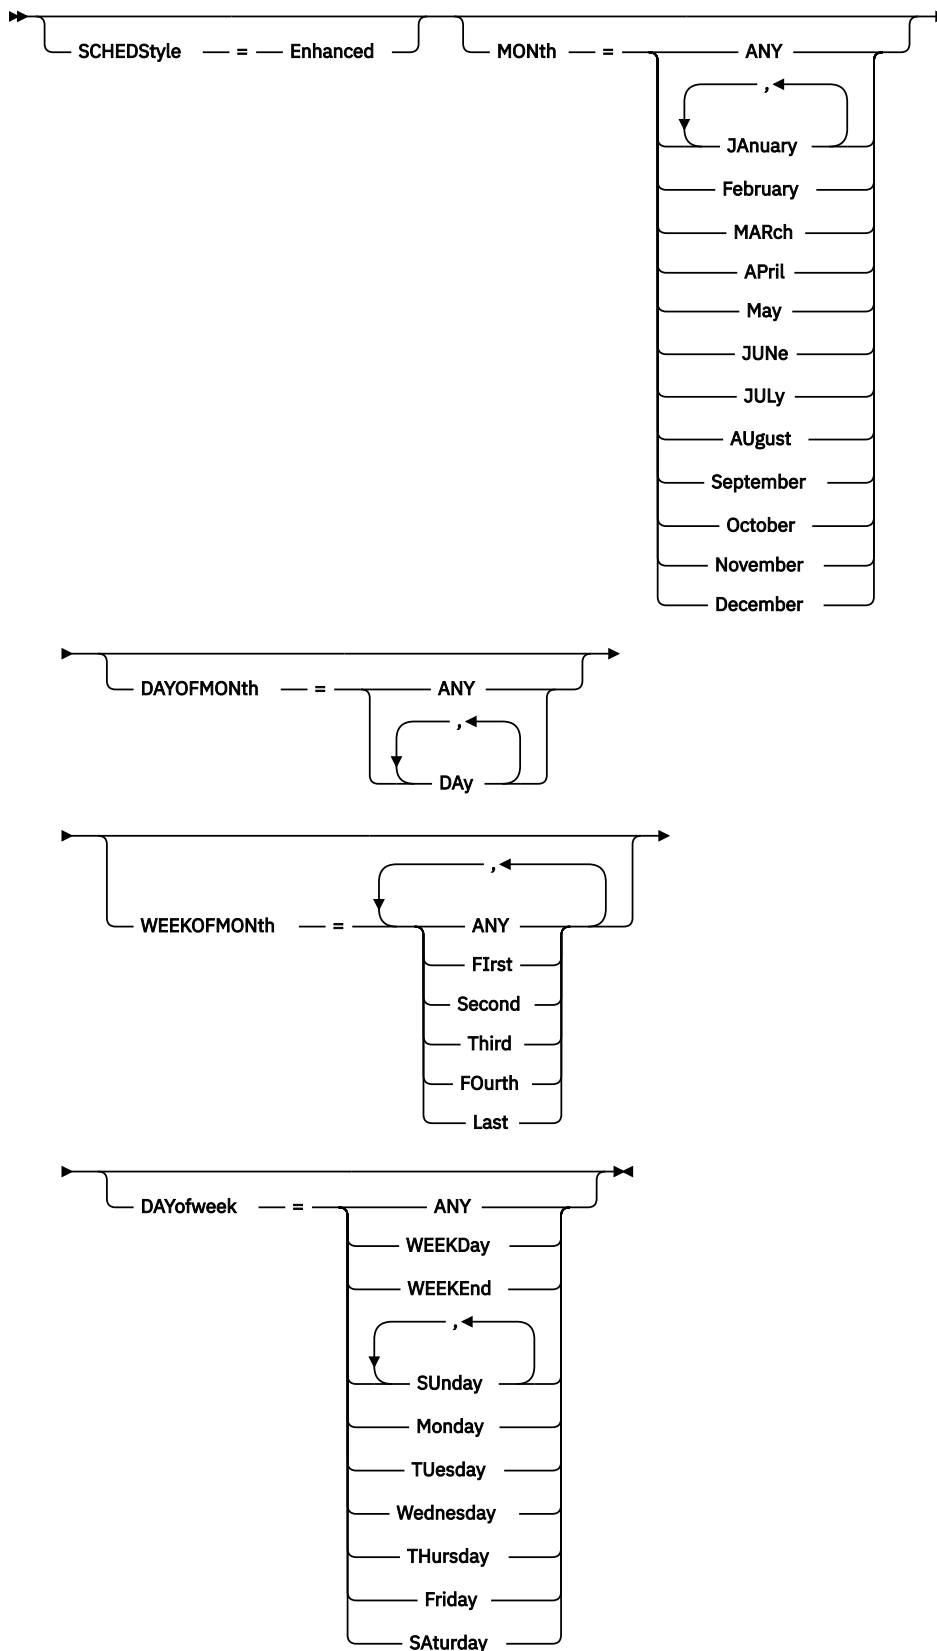 SCHEDStyle = Enhanced MONth = ANY
,
JAnuary
February
MARch
APril
May
JUNe
JULy
AUgust
September
October
November
December
DAYOFMONth = ANY
,
DAy
,
WEEKOFMONth = ANY
FIrst
Second
Third
FOurth
Last
DAYofweek = ANY
WEEKDay
WEEKEnd
,
SUnday
Monday
TUesday
Wednesday
THursday
Friday
SAturday